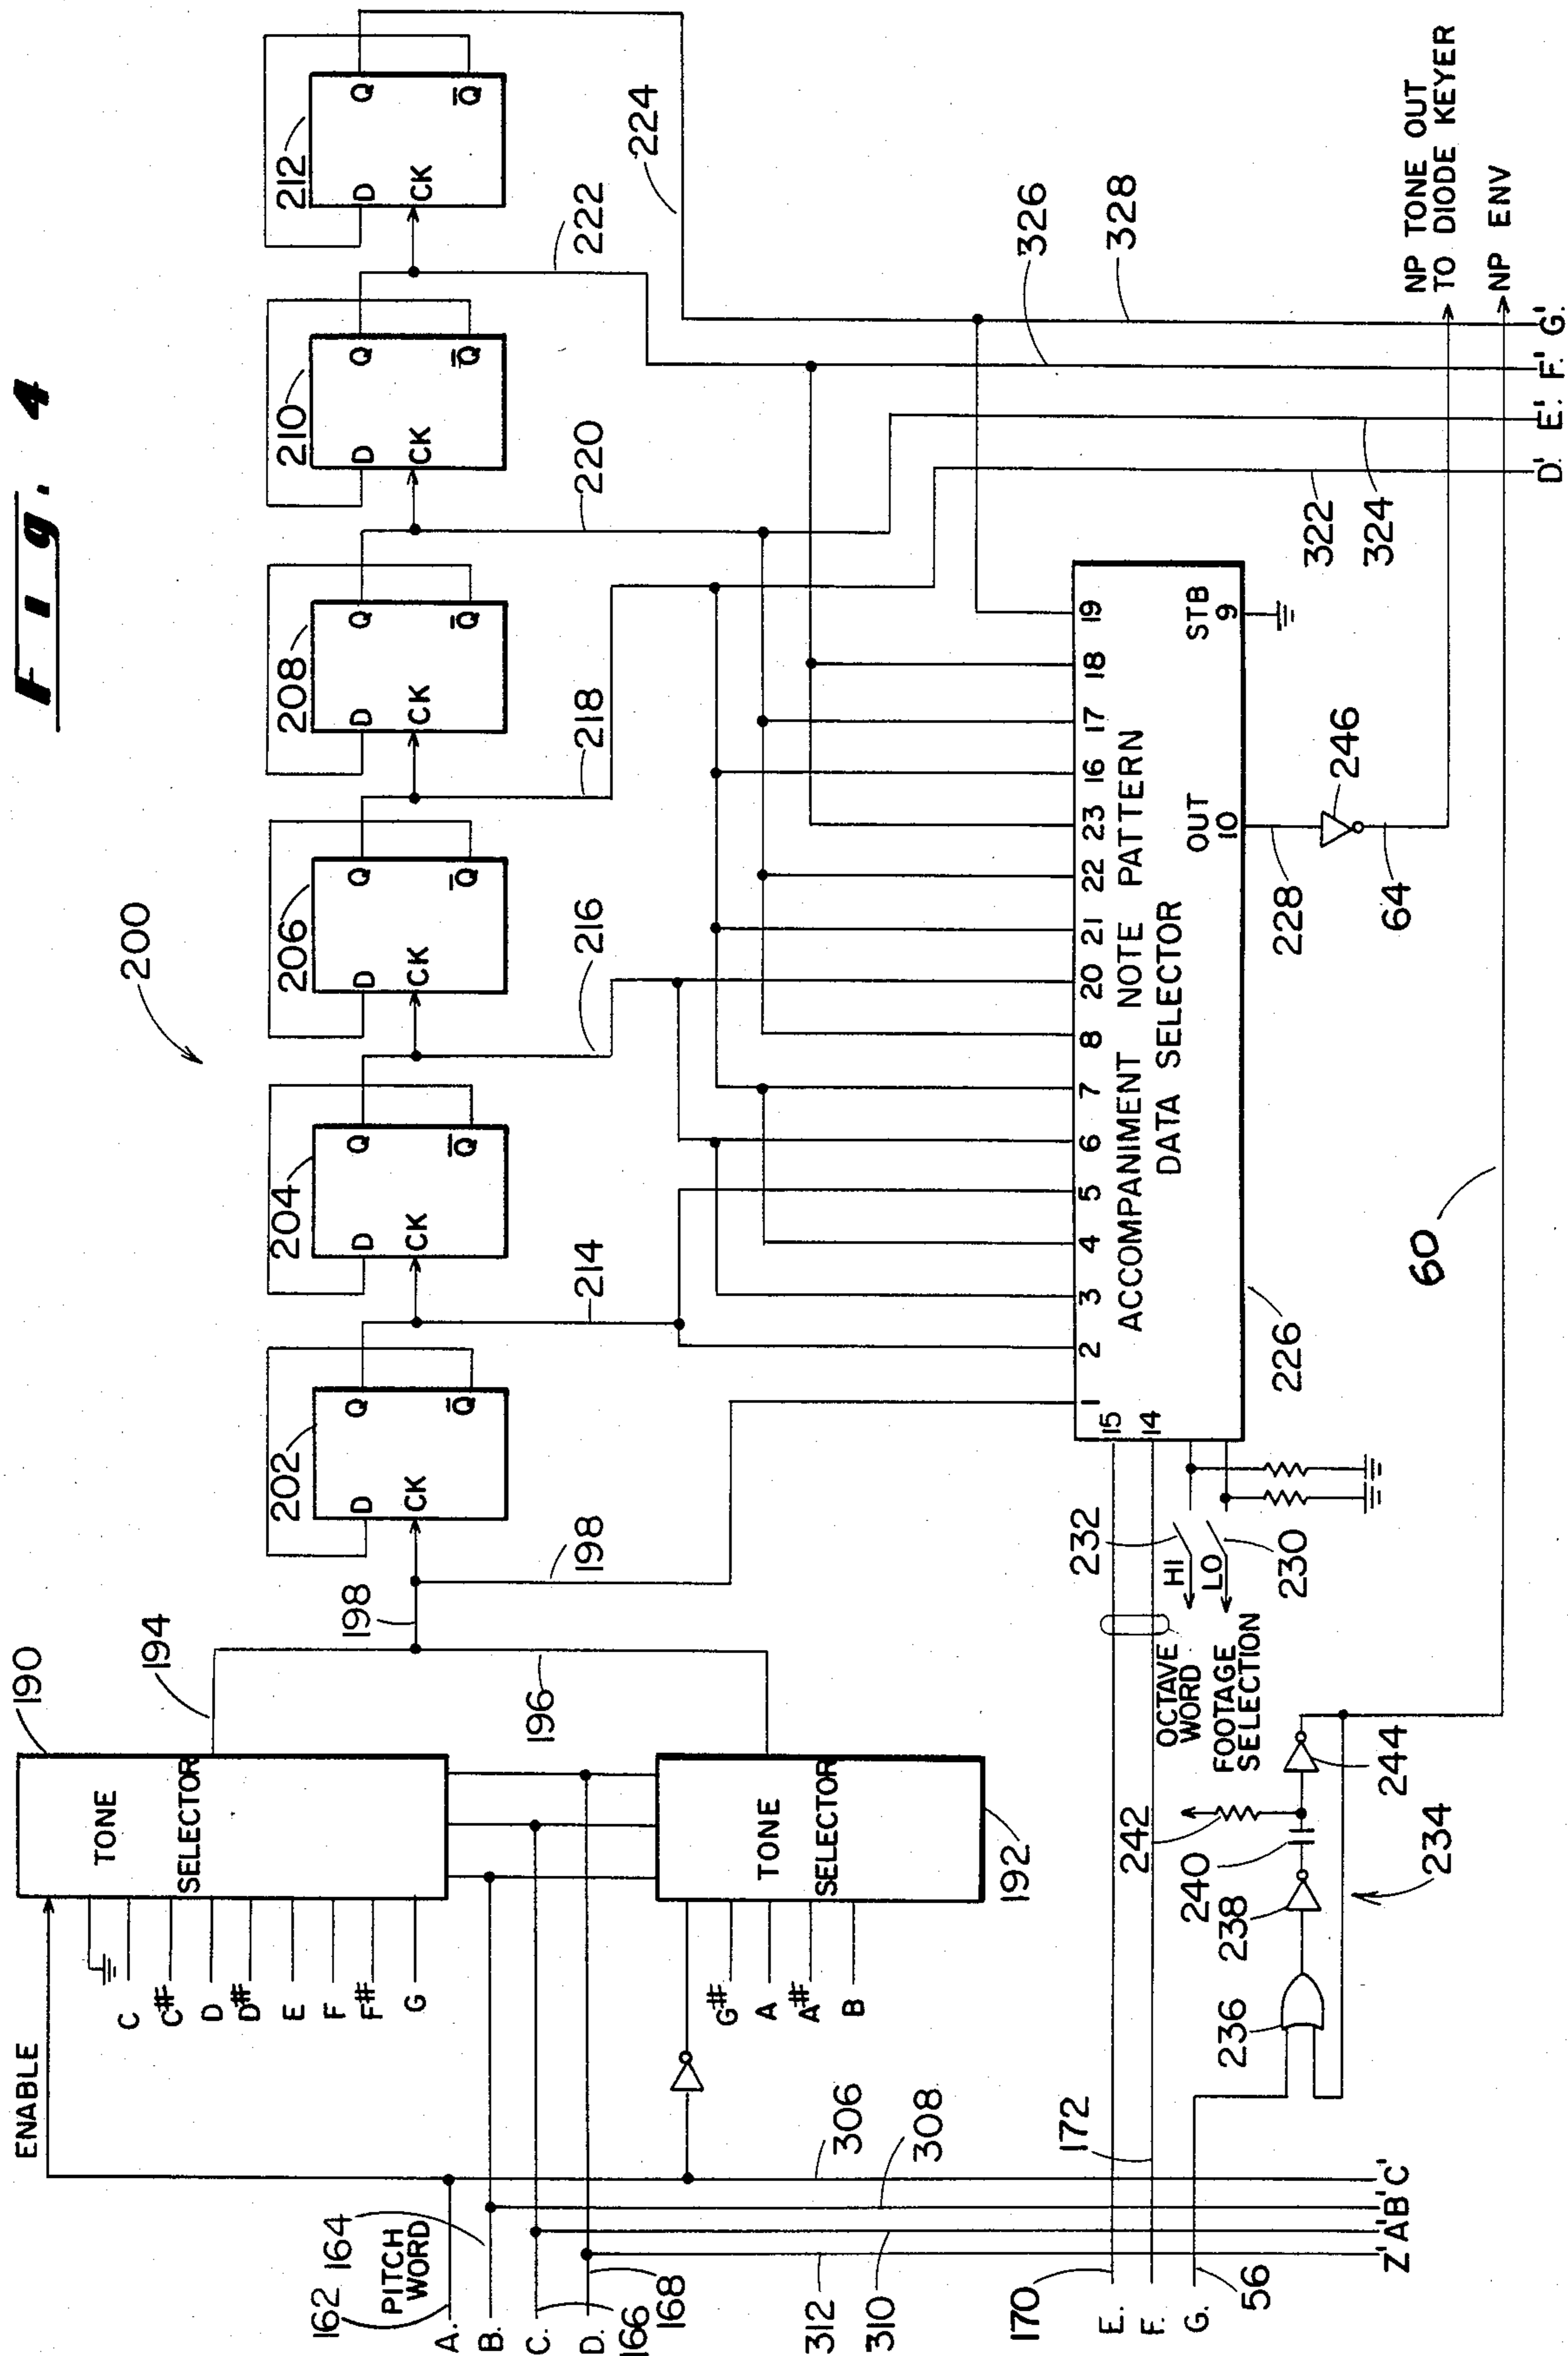 Fig. 4
200
190
ENABLE
TONE
SELECTOR
C
C#
D
D#
E
F
F#
G
194
196
198
198
TONE
SELECTOR
192
G#
A
A#
B
202
D
CK
Q
Q̅
204
D
CK
Q
Q̅
206
D
CK
Q
Q̅
208
D
CK
Q
Q̅
210
D
CK
Q
Q̅
212
D
CK
Q
Q̅
214
216
218
220
222
224
162
164
PITCH
WORD
A.
B.
C.
D.
166
168
312
310
306
308
Z' A' B' C'
170
E.
F.
G.
56
172
232
OCTAVE
WORD
HI
LO
FOOTAGE
SELECTION
230
15
14
1 2 3 4 5 6 7 8 20 21 22 23 16 17 18 19
ACCOMPANIMENT NOTE PATTERN
DATA SELECTOR
OUT
10
STB
9
226
228
246
64
236
238
240
242
244
234
60
322
324
326
328
NP TONE OUT
TO DIODE KEYER
NP ENV
D' E' F' G'